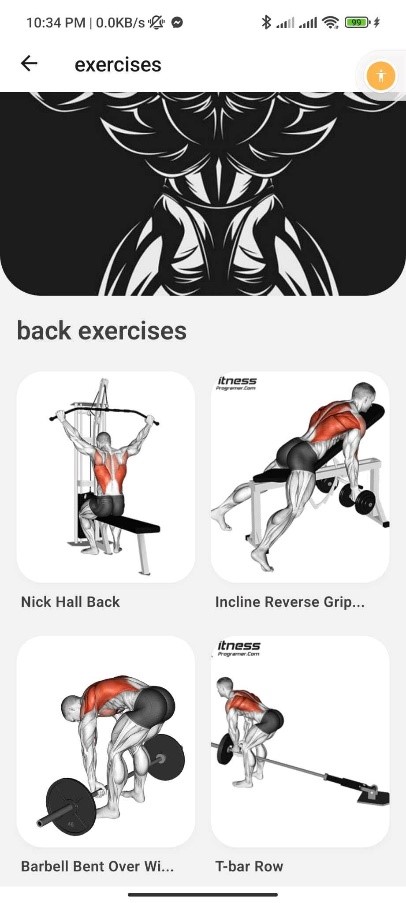 10:34 PM | 0.0KB/s
99
exercises
back exercises
itness
Programer.Com
Nick Hall Back
Incline Reverse Grip...
itness
Programer.Com
Barbell Bent Over Wi...
T-bar Row